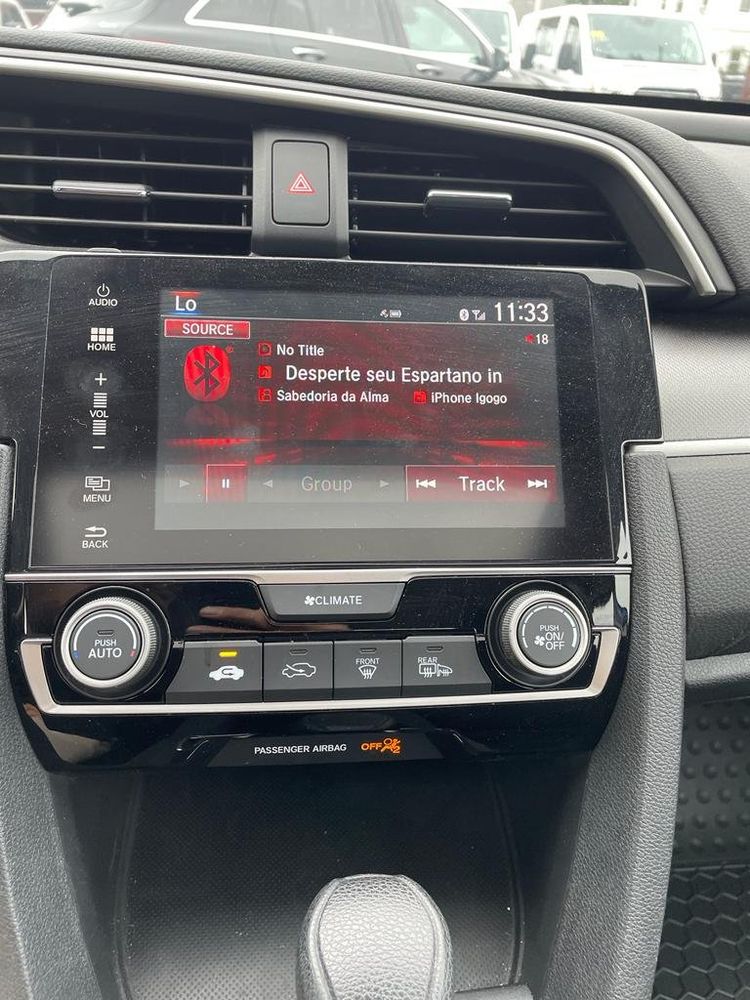 Lo
11:33
SOURCE
18
No Title
Desperte seu Espartano in
Sabedoria da Alma
iPhone Igogo
Group
Track
AUDIO
HOME
+
VOL
-
MENU
BACK
CLIMATE
PUSH
AUTO
FRONT
REAR
PUSH
ON/
OFF
PASSENGER AIRBAG OFF